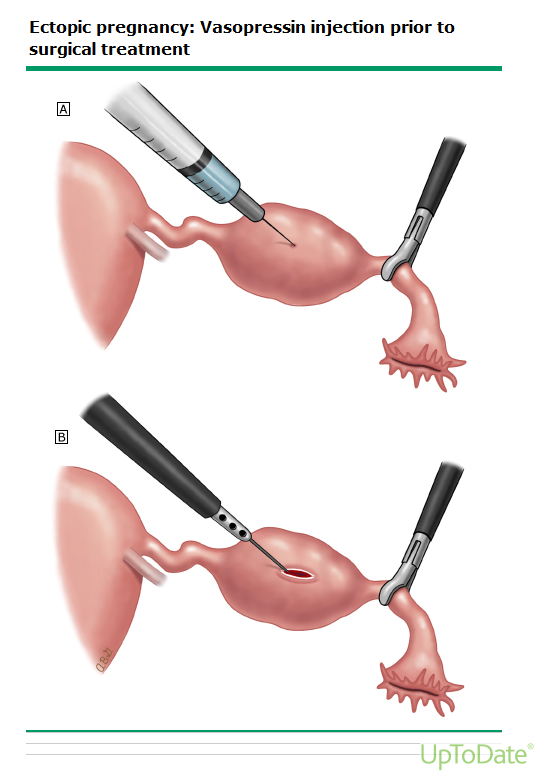 Ectopic pregnancy: Vasopressin injection prior to
surgical treatment
A
B
UpToDate®